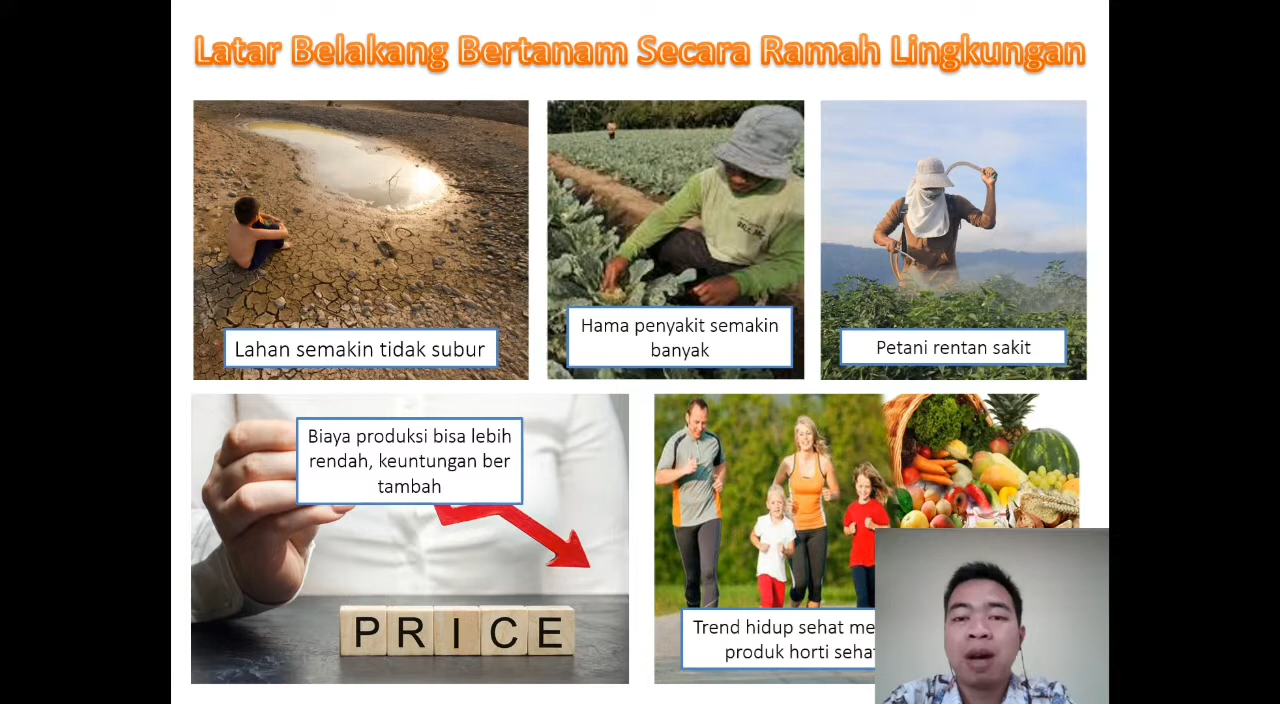 Latar Belakang Bertanam Secara Ramah Lingkungan
Lahan semakin tidak subur
Hama penyakit semakin
banyak
Petani rentan sakit
Biaya produksi bisa lebih
rendah, keuntungan ber
tambah
PRICE
Trend hidup sehat
produk horti